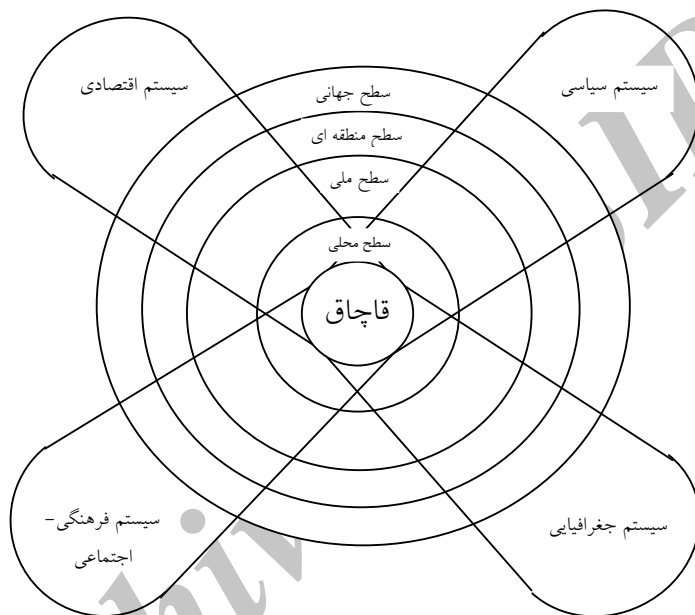 سیستم سیاسی
سیستم اقتصادی
سطح جهانی
سطح منطقه ای
سطح ملی
سطح محلی
قاچاق
سیستم جغرافیایی
سیستم فرهنگی-
اجتماعی